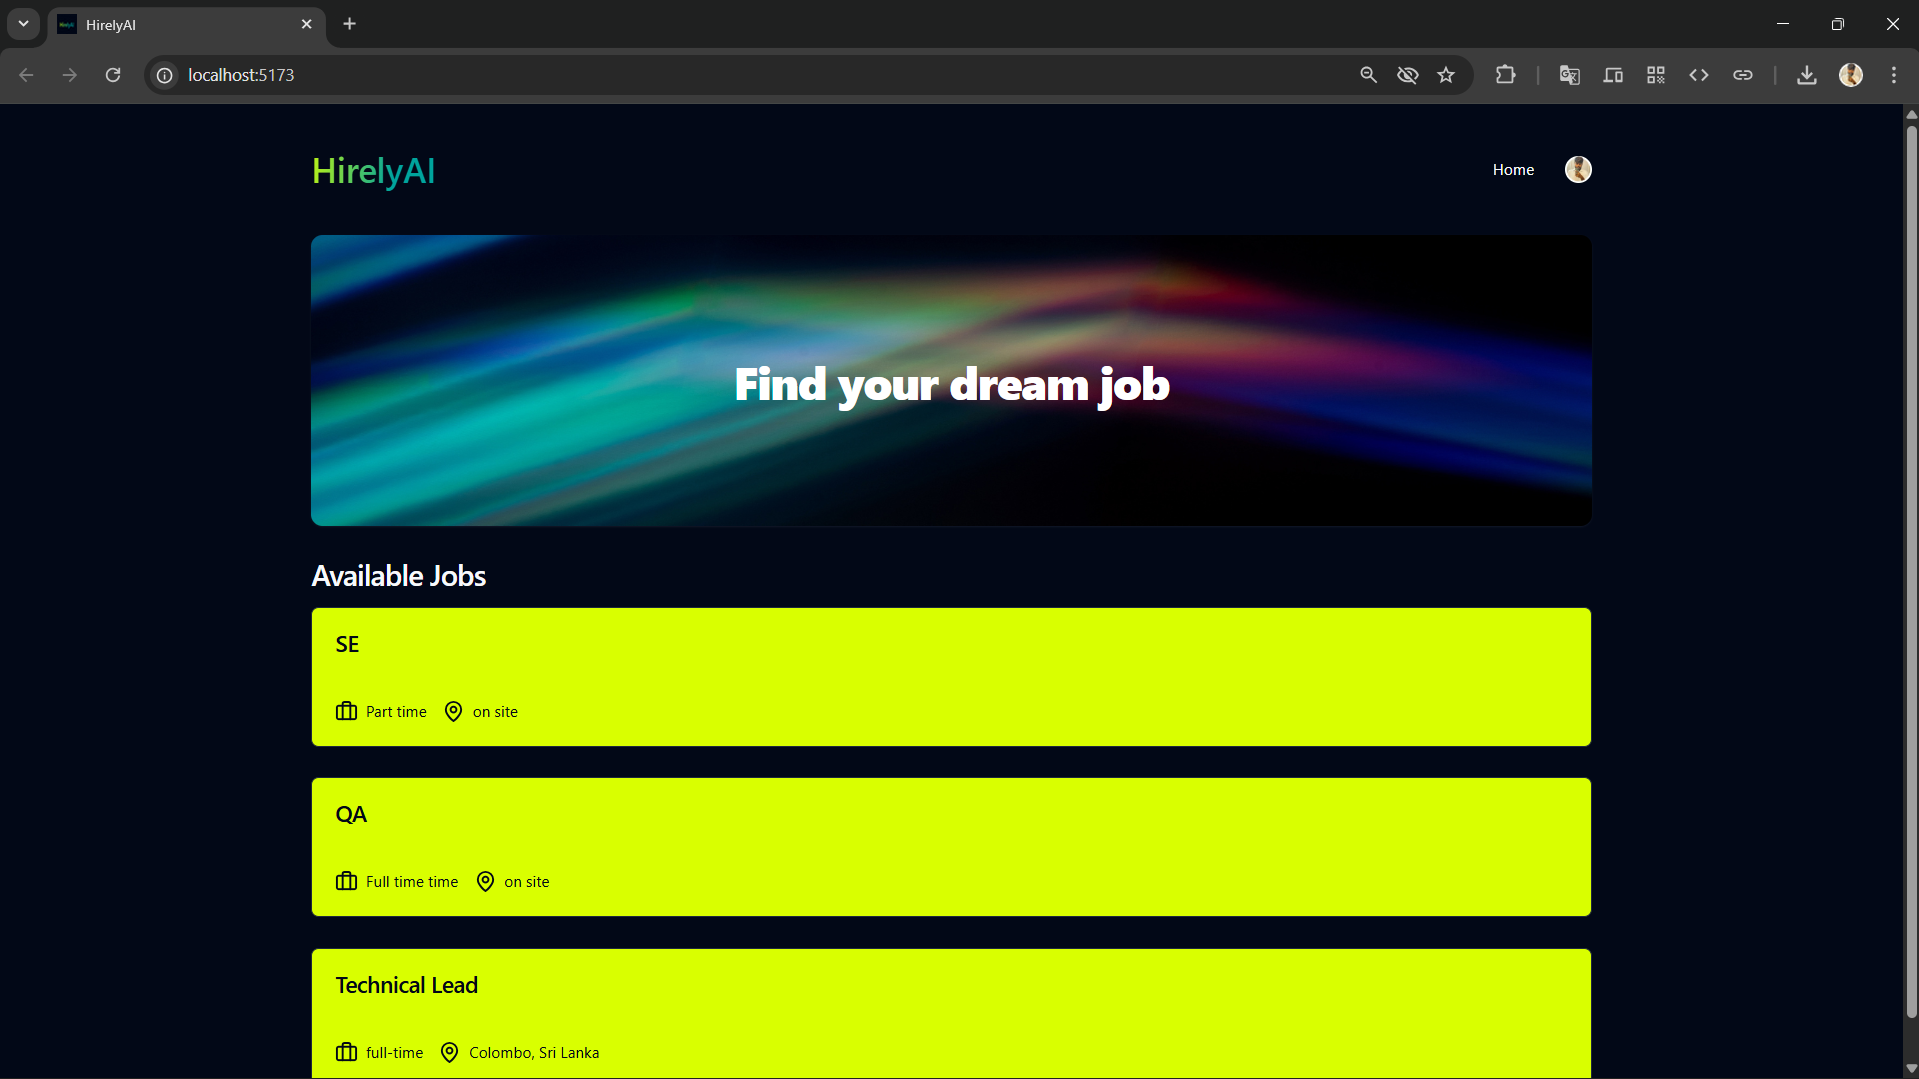 HirelyAI
localhost:5173
HirelyAI
Home
Find your dream job
Available Jobs
SE
Part time on site
QA
Full time time on site
Technical Lead
full-time Colombo, Sri Lanka